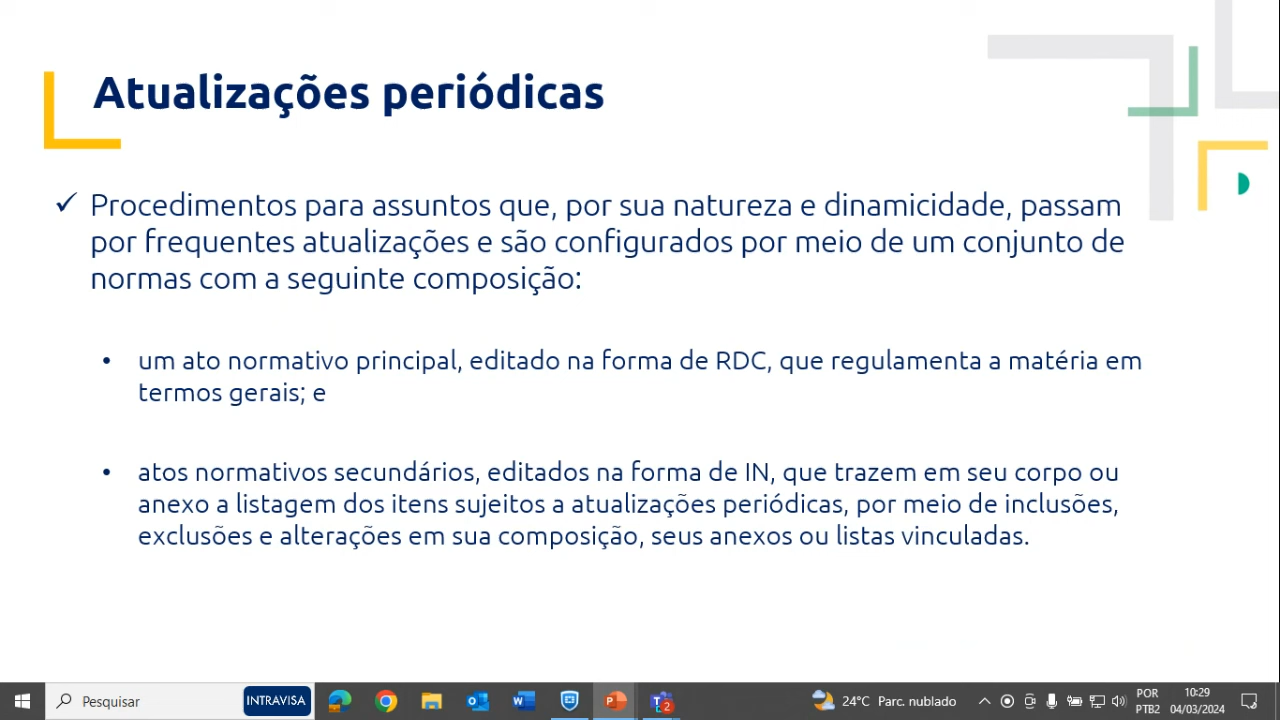 Atualizações periódicas
✓ Procedimentos para assuntos que, por sua natureza e dinamicidade, passam
por frequentes atualizações e são configurados por meio de um conjunto de
normas com a seguinte composição:
• um ato normativo principal, editado na forma de RDC, que regulamenta a matéria em
termos gerais; e
• atos normativos secundários, editados na forma de IN, que trazem em seu corpo ou
anexo a listagem dos itens sujeitos a atualizações periódicas, por meio de inclusões,
exclusões e alterações em sua composição, seus anexos ou listas vinculadas.
Pesquisar
INTRAVISA
2
24°C Parc. nublado
POR
PTB2
10:29
04/03/2024